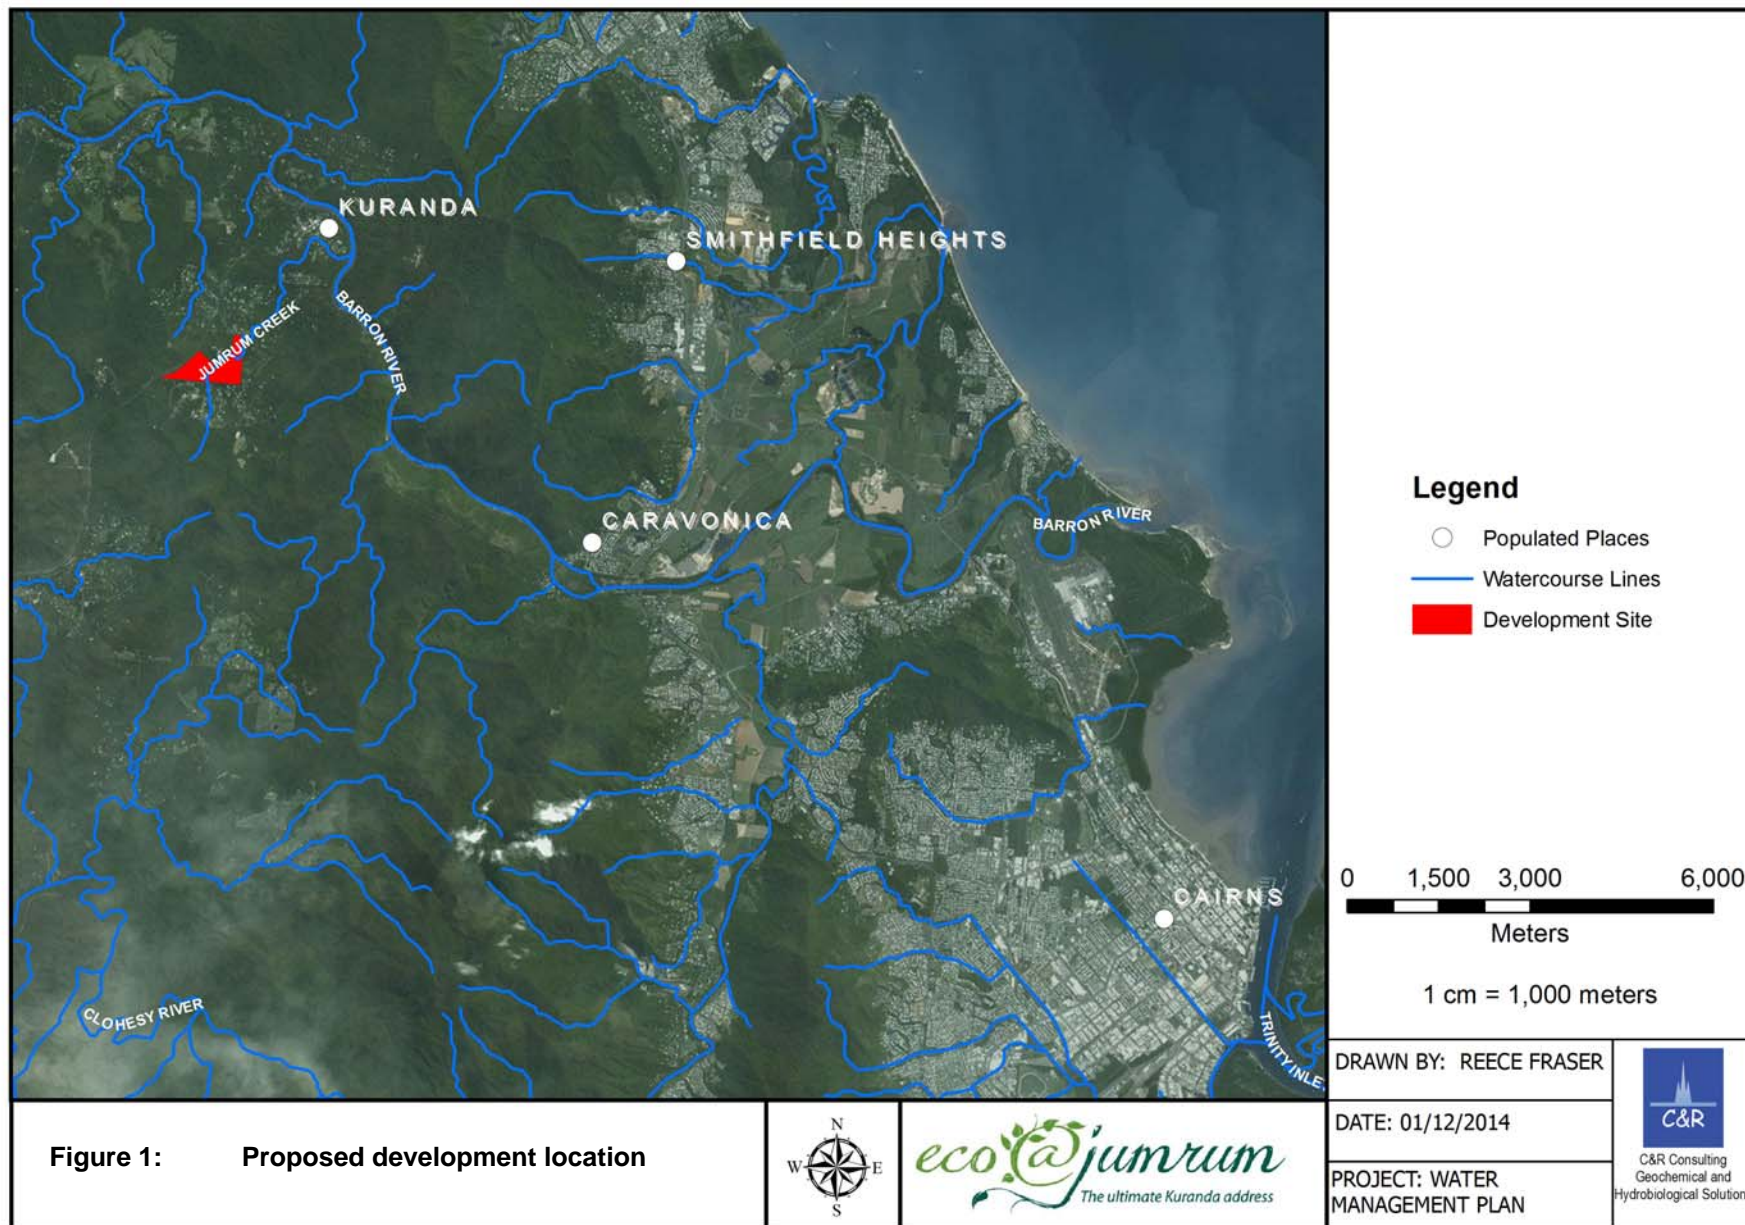 KURANDA
SMITHFIELD HEIGHTS
JUMRUM CREEK
BARRON RIVER
CARAVONICA
BARRON RIVER
CAIRNS
CLOHESY RIVER
TRINITY INLE
Legend
Populated Places
Watercourse Lines
Development Site
0 1,500 3,000 6,000
Meters
1 cm = 1,000 meters
DRAWN BY: REECE FRASER
DATE: 01/12/2014
PROJECT: WATER
MANAGEMENT PLAN
C&R
C&R Consulting
Geochemical and
Hydrobiological Solution
Figure 1: Proposed development location
N
W E
S
eco@jumrum
The ultimate Kuranda address